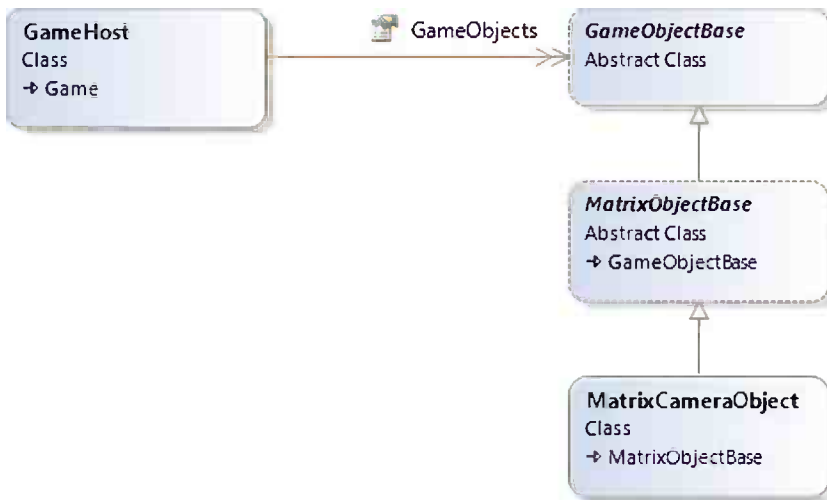 GameHost
Class
→ Game
GameObjects
GameObjectBase
Abstract Class
MatrixObjectBase
Abstract Class
→ GameObjectBase
MatrixCameraObject
Class
→ MatrixObjectBase